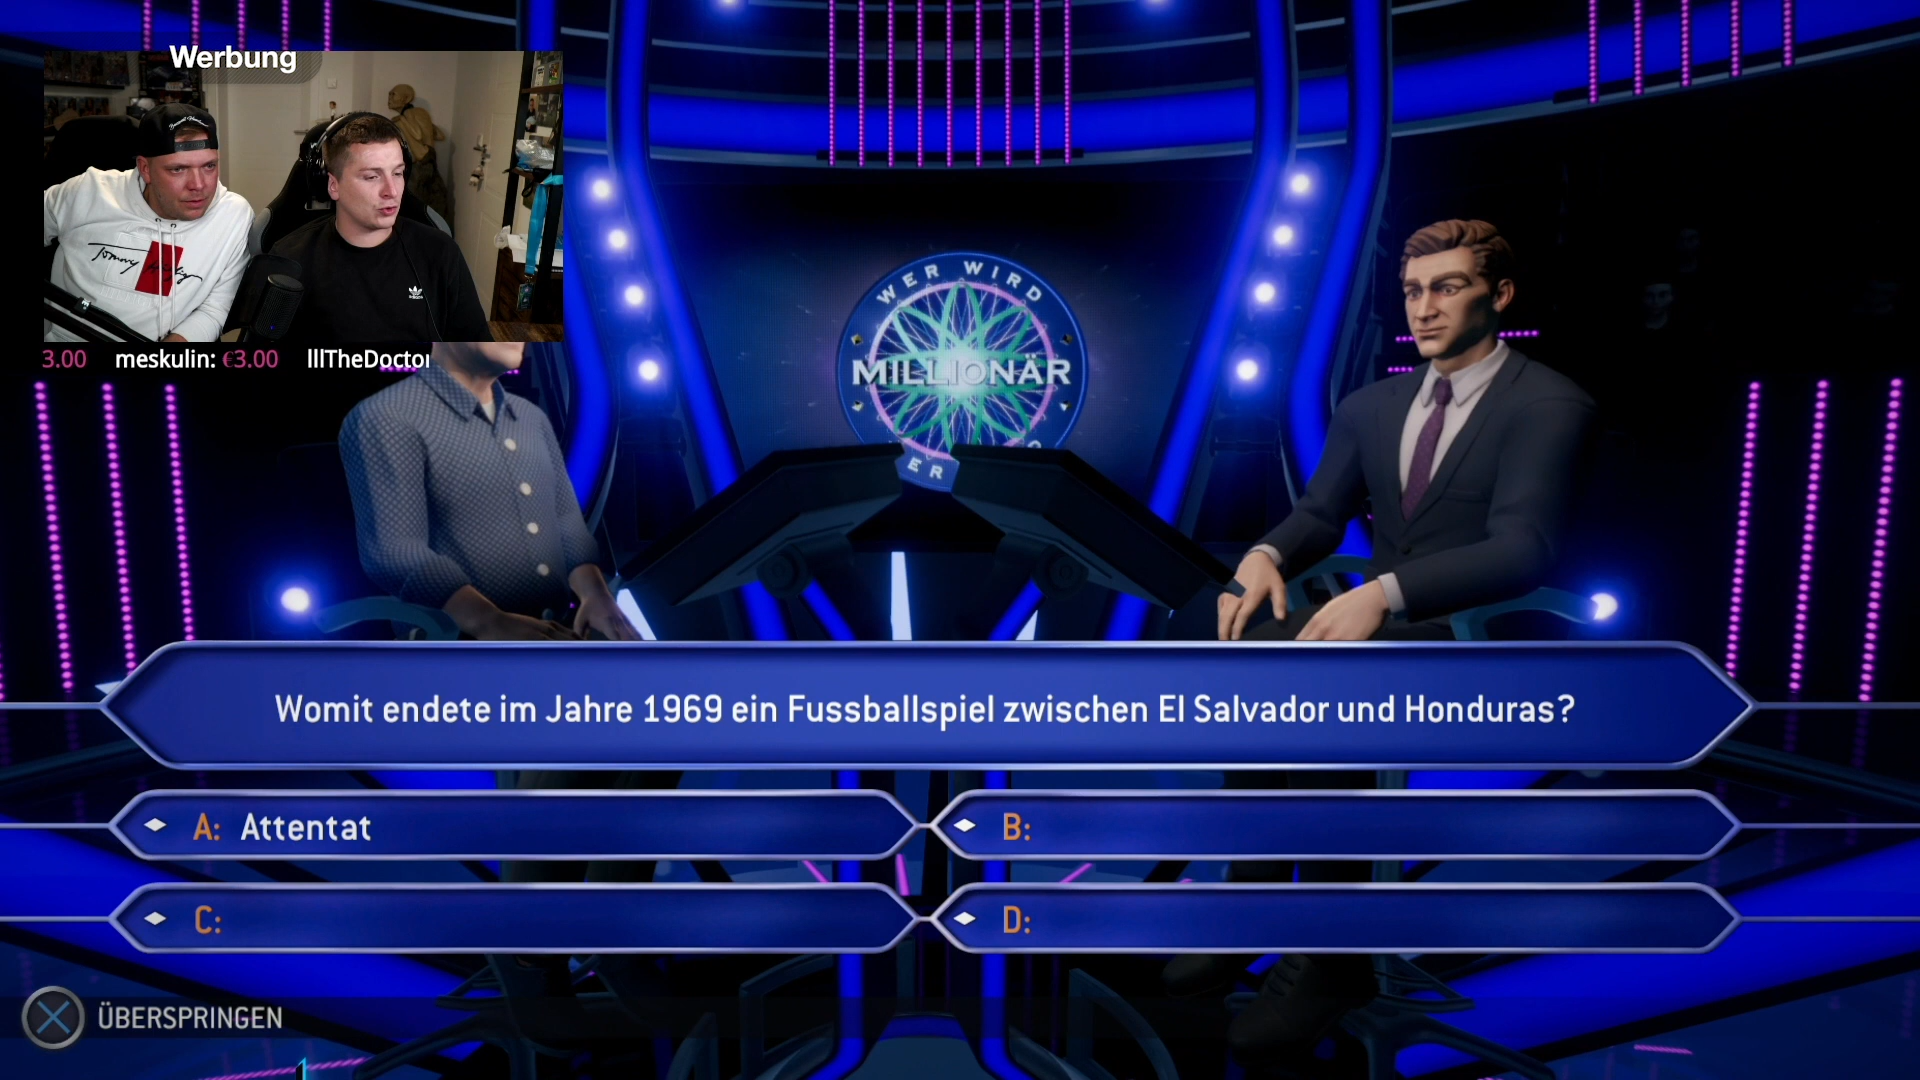 Werbung
3.00 meskulin: €3.00 lllTheDoctor
WER WIRD
MILLIONÄR
ER
Womit endete im Jahre 1969 ein Fussballspiel zwischen El Salvador und Honduras?
A: Attentat
B:
C:
D:
ÜBERSPRINGEN